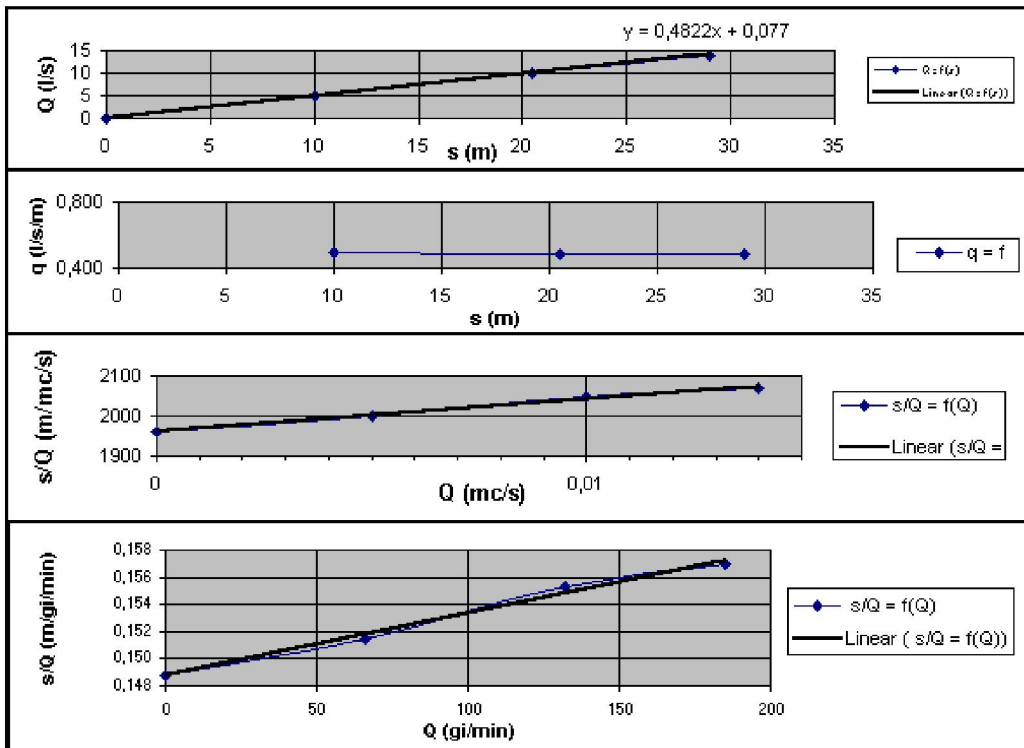 y = 0,4822x + 0,077
Q (l/s)
15
10
5
0
0 5 10 15 20 25 30 35
s (m)
Q=f(s)
Linear (Q=f(s))
q (l/s/m)
0,800
0,400
0 5 10 15 20 25 30 35
s (m)
q = f
s/Q (m/mc/s)
2100
2000
1900
0 0,01
Q (mc/s)
s/Q = f(Q)
Linear (s/Q =
s/Q (m/gi/min)
0,158
0,156
0,154
0,152
0,150
0,148
0 50 100 150 200
Q (gi/min)
s/Q = f(Q)
Linear ( s/Q = f(Q))